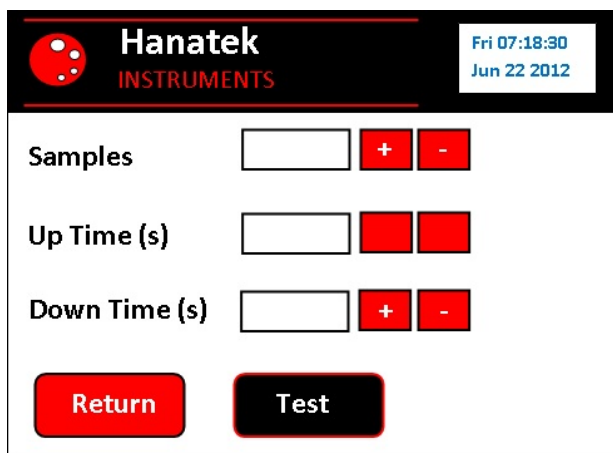 Hanatek
INSTRUMENTS
Fri 07:18:30
Jun 22 2012
Samples + -
Up Time (s)
Down Time (s) + -
Return Test